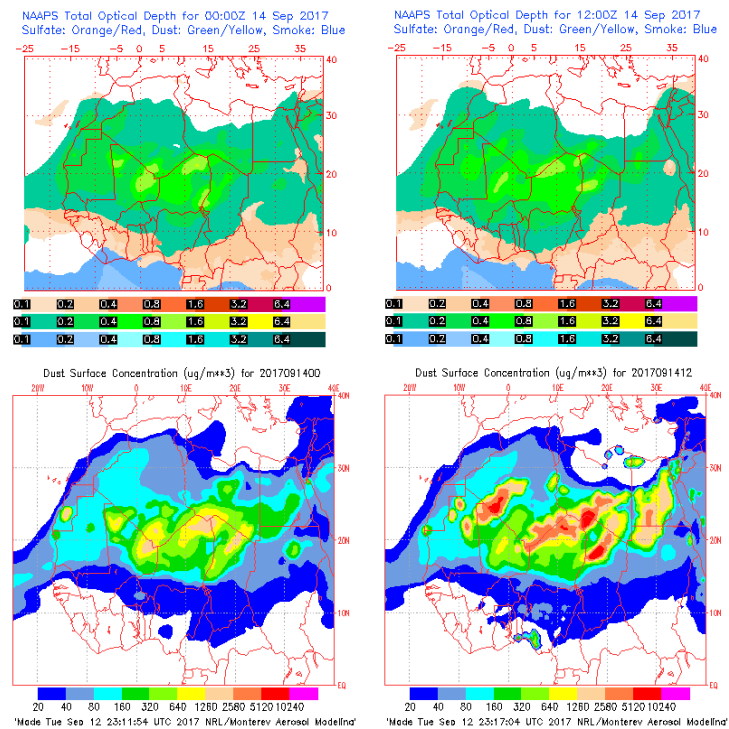 NAAPS Total Optical Depth for 00:00Z 14 Sep 2017
Sulfate: Orange/Red, Dust: Green/Yellow, Smoke: Blue
-25 -15 -5 0 5 15 25 35 40
30
20
10
0
0.1 0.2 0.4 0.8 1.6 3.2 6.4
0.1 0.2 0.4 0.8 1.6 3.2 6.4
0.1 0.2 0.4 0.8 1.6 3.2 6.4
NAAPS Total Optical Depth for 12:00Z 14 Sep 2017
Sulfate: Orange/Red, Dust: Green/Yellow, Smoke: Blue
-25 -15 -5 0 5 15 25 35 40
30
20
10
0
0.1 0.2 0.4 0.8 1.6 3.2 6.4
0.1 0.2 0.4 0.8 1.6 3.2 6.4
0.1 0.2 0.4 0.8 1.6 3.2 6.4
Dust Surface Concentration (ug/m**3) for 2017091400
20W 10W 0 10E 20E 30E 40E
40N
30N
20N
10N
EQ
20 40 80 160 320 640 1280 2560 5120 10240
'Made Tue Sep 12 23:11:54 UTC 2017 NRL/Monterey Aerosol Modeling'
Dust Surface Concentration (ug/m**3) for 2017091412
20W 10W 0 10E 20E 30E 40E
40N
30N
20N
10N
EQ
20 40 80 160 320 640 1280 2560 5120 10240
'Made Tue Sep 12 23:17:04 UTC 2017 NRL/Monterey Aerosol Modeling'